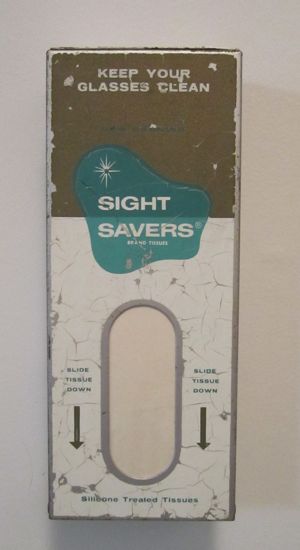 KEEP YOUR
GLASSES CLEAN
SIGHT
SAVERS®
BRAND TISSUES
SLIDE
TISSUE
DOWN
SLIDE
TISSUE
DOWN
Silicone Treated Tissues